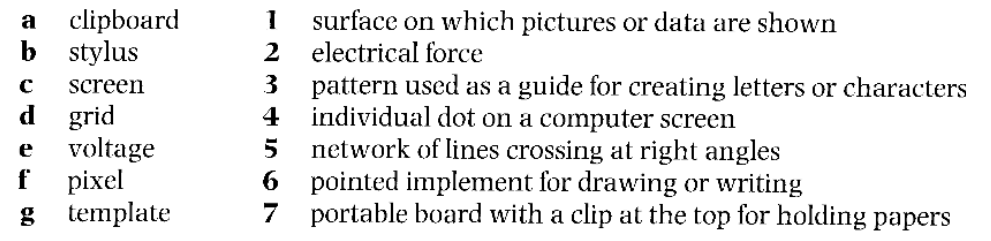 a clipboard 1 surface on which pictures or data are shown
b stylus 2 electrical force
c screen 3 pattern used as a guide for creating letters or characters
d grid 4 individual dot on a computer screen
e voltage 5 network of lines crossing at right angles
f pixel 6 pointed implement for drawing or writing
g template 7 portable board with a clip at the top for holding papers